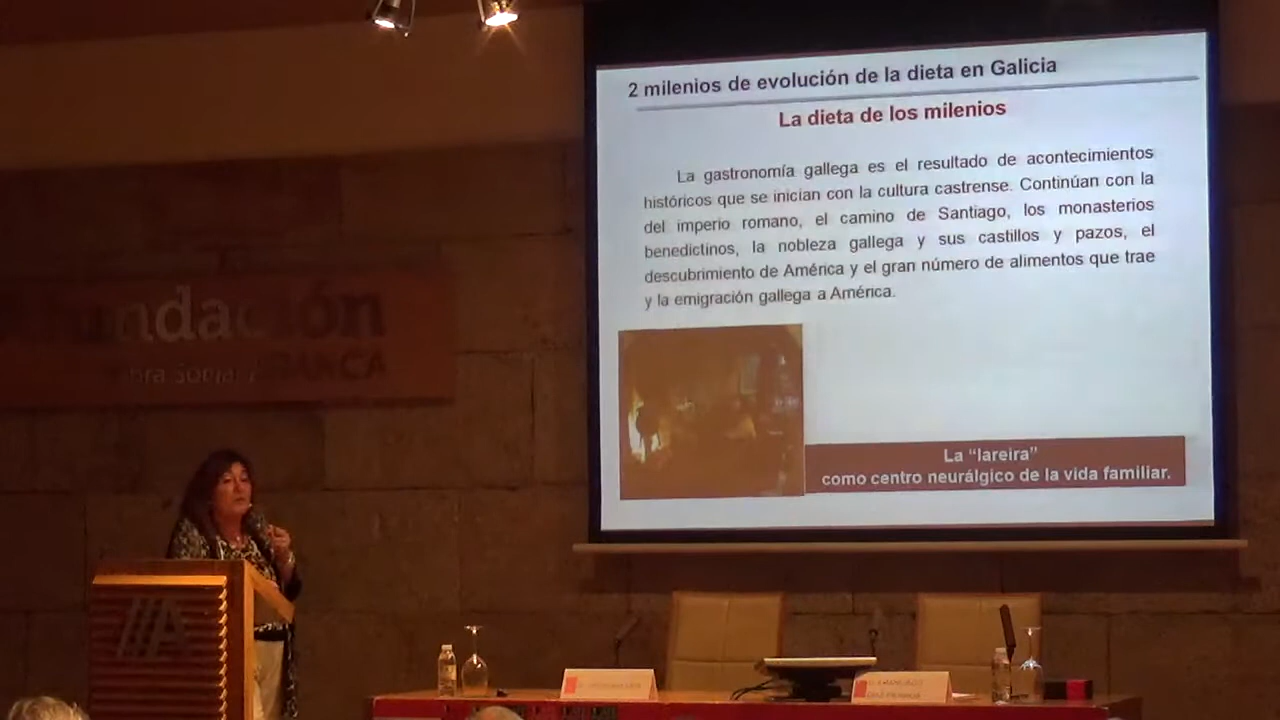 2 milenios de evolución de la dieta en Galicia
La dieta de los milenios
La gastronomía gallega es el resultado de acontecimientos
históricos que se inician con la cultura castrense. Continúan con la
del imperio romano, el camino de Santiago, los monasterios
benedictinos, la nobleza gallega y sus castillos y pazos, el
descubrimiento de América y el gran número de alimentos que trae
y la emigración gallega a América.
La “lareira”
como centro neurálgico de la vida familiar.